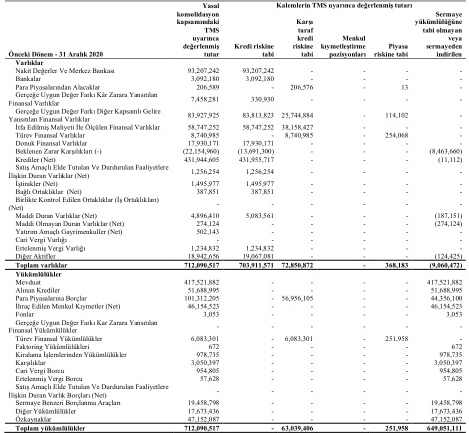 Yasal konsolidasyon kapsamındaki TMS uyarınca değerlenmiş tutar
Kalemlerin TMS uyarınca değerlenmiş tutarı
Önceki Dönem - 31 Aralık 2020 | Kredi riskine tabi | Karşı taraf kredi riskine tabi | Menkul kıymetleştirme pozisyonları | Piyasa riskine tabi | Sermaye yükümlülüğüne tabi olmayan veya sermayeden indirilen
Varlıklar
Nakit Değerler Ve Merkez Bankası 93,207,242 93,207,242 - - - -
Bankalar 3,092,180 3,092,180 - - - -
Para Piyasalarından Alacaklar 206,589 - 206,576 - 13 -
Gerçeğe Uygun Değer Farkı Kâr Zarara Yansıtılan
Finansal Varlıklar 7,458,281 330,930 - - - -
Gerçeğe Uygun Değer Farkı Diğer Kapsamlı Gelire
Yansıtılan Finansal Varlıklar 83,927,925 83,813,823 25,744,884 - 114,102 -
İtfa Edilmiş Maliyeti İle Ölçülen Finansal Varlıklar 58,747,252 58,747,252 38,158,427 - - -
Türev Finansal Varlıklar 8,740,985 - 8,740,985 - 254,068 -
Donuk Finansal Varlıklar 17,930,171 17,930,171 - - - -
Beklenen Zarar Karşılıkları (-) (22,154,960) (13,691,300) - - - (8,463,660)
Krediler (Net) 431,944,605 431,955,717 - - - (11,112)
Satış Amaçlı Elde Tutulan Ve Durdurulan Faaliyetlere
İlişkin Duran Varlıklar (Net) 1,256,254 1,256,254 - - - -
İştirakler (Net) 1,495,977 1,495,977 - - - -
Bağlı Ortaklıklar (Net) 387,851 387,851 - - - -
Birlikte Kontrol Edilen Ortaklıklar (İş Ortaklıkları)
(Net) - - - - - -
Maddi Duran Varlıklar (Net) 4,896,410 5,083,561 - - - (187,151)
Maddi Olmayan Duran Varlıklar (Net) 274,124 - - - - (274,124)
Yatırım Amaçlı Gayrimenkuller (Net) 502,143 - - - - -
Cari Vergi Varlığı - - - - - -
Ertelenmiş Vergi Varlığı 1,234,832 1,234,832 - - - -
Diğer Aktifler 18,942,656 19,067,081 - - - (124,425)
Toplam varlıklar 712,090,517 703,911,571 72,850,872 - 368,183 (9,060,472)
Yükümlülükler
Mevduat 417,521,882 - - - - 417,521,882
Alınan Krediler 51,688,995 - - - - 51,688,995
Para Piyasalarına Borçlar 101,312,205 - 56,956,105 - - 44,356,100
İhraç Edilen Menkul Kıymetler (Net) 46,154,523 - - - - 46,154,523
Fonlar 3,053 - - - - 3,053
Gerçeğe Uygun Değer Farkı Kar Zarara Yansıtılan
Finansal Yükümlülükler - - - - - -
Türev Finansal Yükümlülükler 6,083,301 - 6,083,301 - 251,958 -
Faktoring Yükümlülükleri 672 - - - - 672
Kiralama İşlemlerinden Yükümlülükler 978,735 - - - - 978,735
Karşılıklar 3,050,397 - - - - 3,050,397
Cari Vergi Borcu 954,805 - - - - 954,805
Ertelenmiş Vergi Borcu 57,628 - - - - 57,628
Satış Amaçlı Elde Tutulan Ve Durdurulan Faaliyetlere
İlişkin Duran Varlık Borçları (Net) - - - - - -
Sermaye Benzeri Borçlanma Araçları 19,458,798 - - - - 19,458,798
Diğer Yükümlülükler 17,673,436 - - - - 17,673,436
Özkaynaklar 47,152,087 - - - - 47,152,087
Toplam yükümlülükler 712,090,517 - 63,039,406 - 251,958 649,051,111